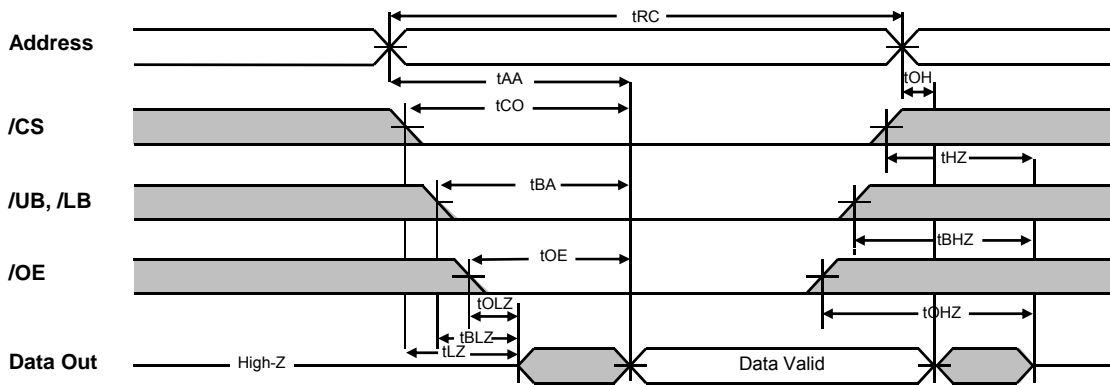 tRC
Address
tAA
tOH
tCO
/CS
tHZ
tBA
/UB, /LB
tBHZ
tOE
/OE
tOLZ
tOHZ
tBLZ
tLZ
Data Out
High-Z
Data Valid